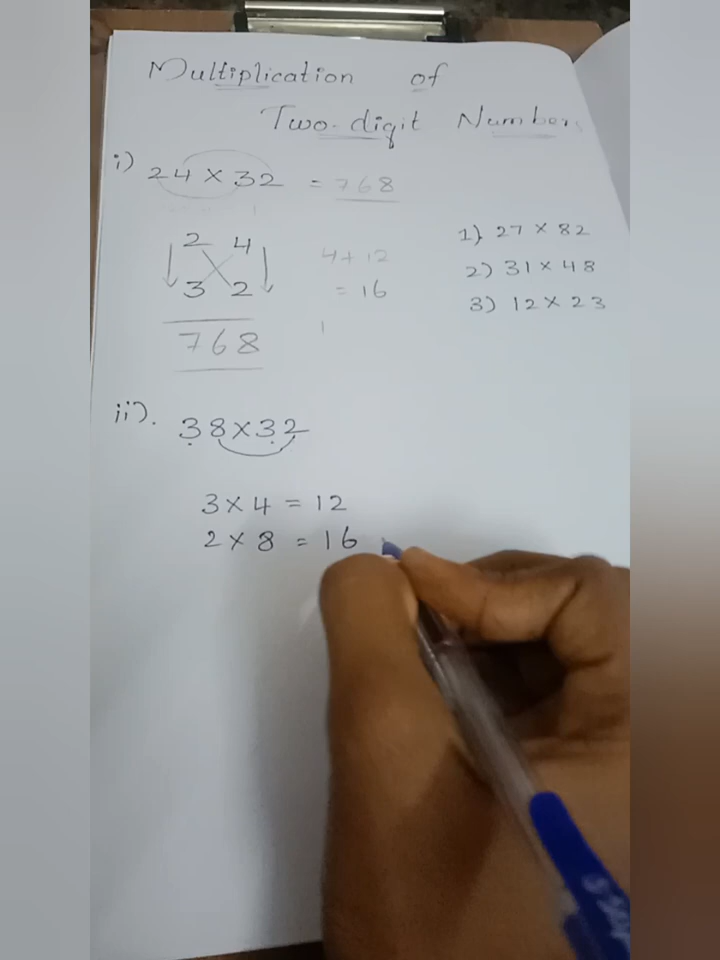 Multiplication of
Two-digit Numbers
i) 24 × 32 = 768
2 4
3 2
768
4+12
= 16
1
1) 27 × 82
2) 31 × 48
3) 12 × 23
ii). 38×32
3 × 4 = 12
2 × 8 = 16